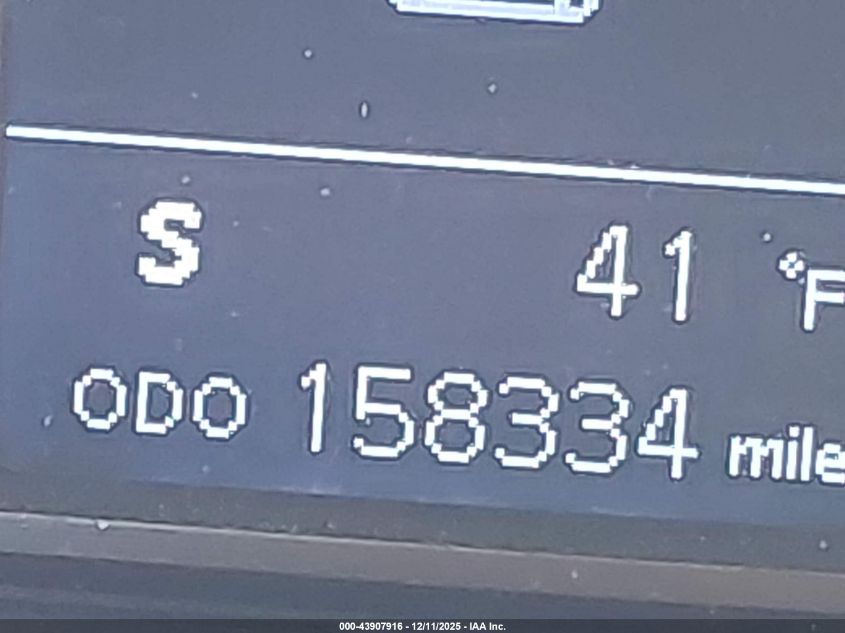 S 41 °F
ODO 158334 mile
000-43907916 - 12/11/2025 - IAA Inc.